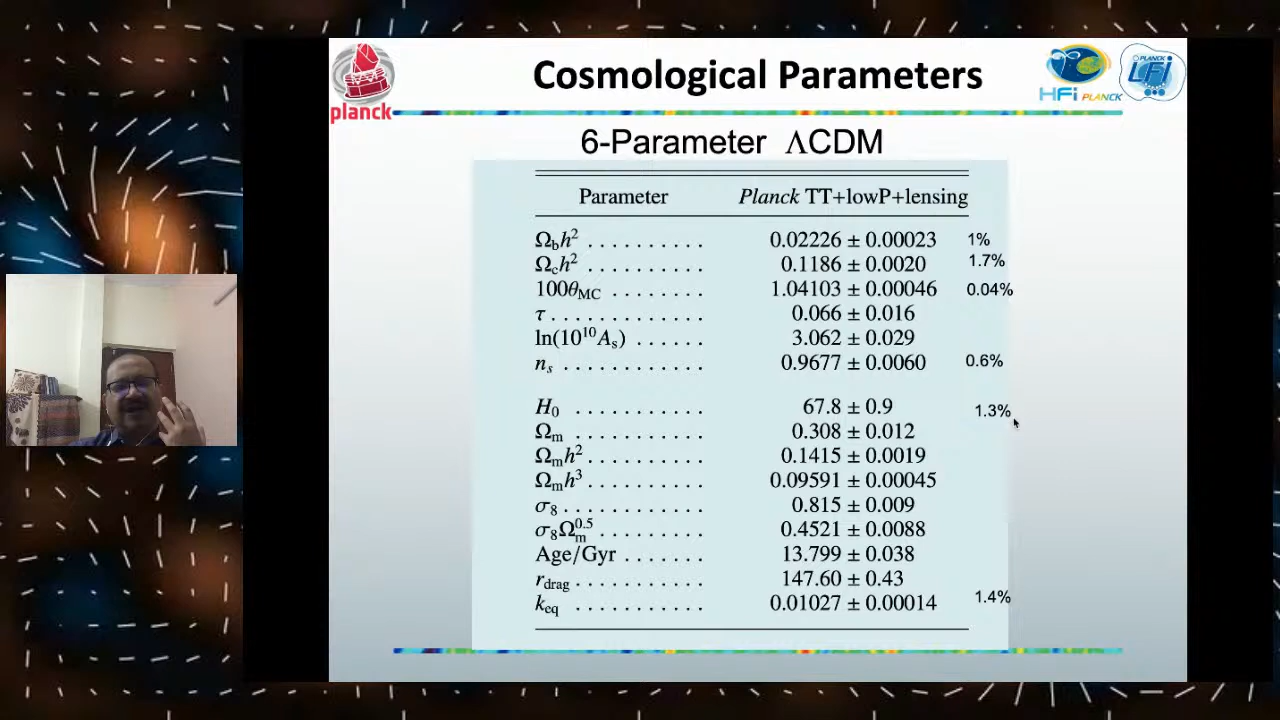 planck
Cosmological Parameters
HFi PLANCK
PLANCK
LFI
6-Parameter ΛCDM
Parameter Planck TT+lowP+lensing
Ω_b h² . . . . . . . . . . 0.02226 ± 0.00023 1%
Ω_c h² . . . . . . . . . . 0.1186 ± 0.0020 1.7%
100θ_MC . . . . . . . . 1.04103 ± 0.00046 0.04%
τ . . . . . . . . . . . . . 0.066 ± 0.016
ln(10¹⁰A_s) . . . . . . 3.062 ± 0.029
n_s . . . . . . . . . . . . 0.9677 ± 0.0060 0.6%
H₀ . . . . . . . . . . . 67.8 ± 0.9 1.3%
Ω_m . . . . . . . . . . . 0.308 ± 0.012
Ω_m h² . . . . . . . . . . 0.1415 ± 0.0019
Ω_m h³ . . . . . . . . . . 0.09591 ± 0.00045
σ₈ . . . . . . . . . . . . 0.815 ± 0.009
σ₈Ω_m^0.5 . . . . . . . . . 0.4521 ± 0.0088
Age/Gyr . . . . . . . 13.799 ± 0.038
r_drag . . . . . . . . . . . 147.60 ± 0.43
k_eq . . . . . . . . . . . 0.01027 ± 0.00014 1.4%